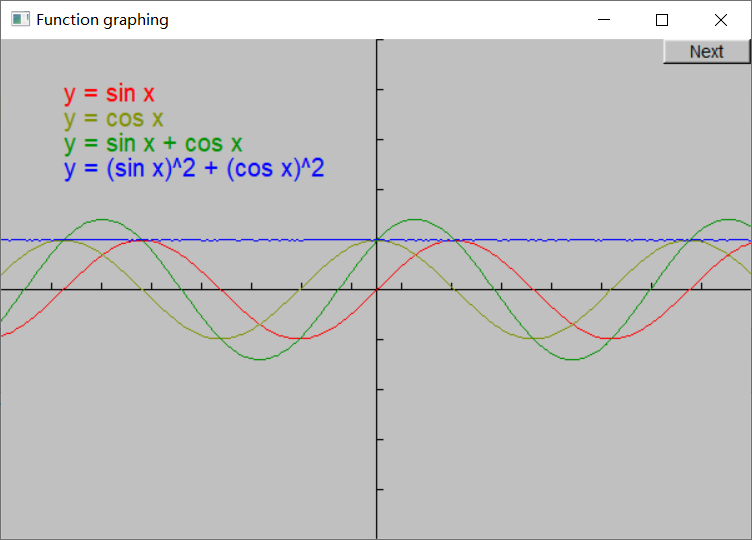 Function graphing
Next
y = sin x
y = cos x
y = sin x + cos x
y = (sin x)^2 + (cos x)^2